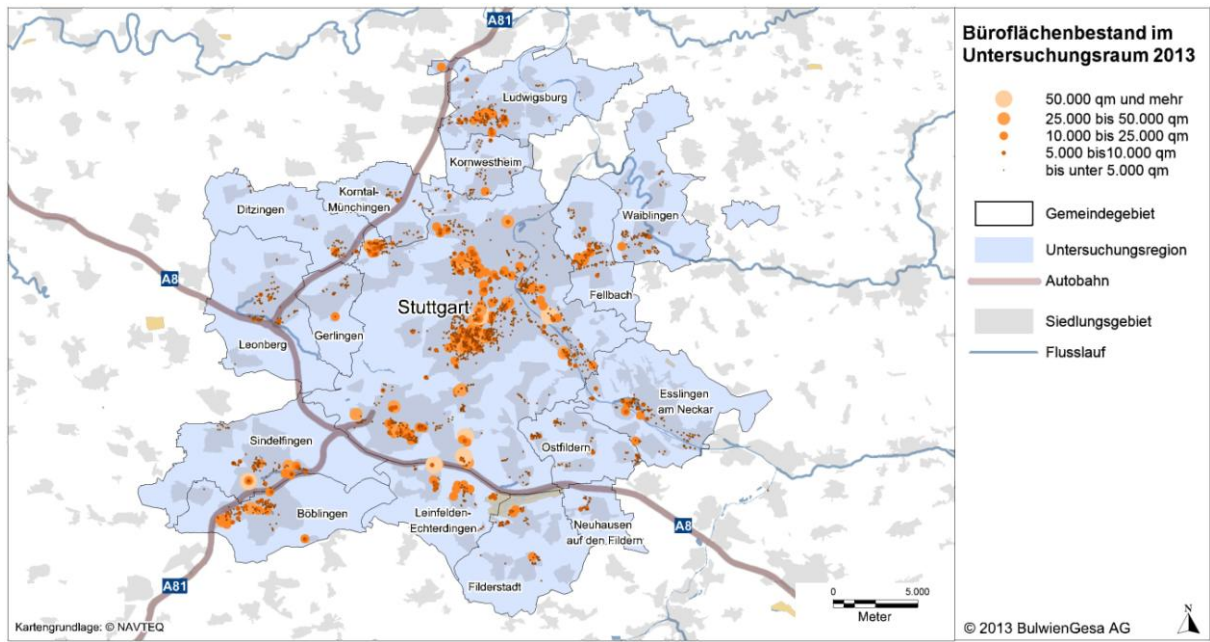 A81
Ludwigsburg
Kornwestheim
Korntal-
Münchingen
Ditzingen
Waiblingen
A8
Stuttgart
Fellbach
Gerlingen
Leonberg
Esslingen
am Neckar
Sindelfingen
Ostfildern
Böblingen
Leinfelden-
Echterdingen
Neuhausen
auf den Fildern
A8
A81
Filderstadt
0 5.000
Meter
Kartengrundlage: © NAVTEQ
Büroflächenbestand im
Untersuchungsraum 2013
50.000 qm und mehr
25.000 bis 50.000 qm
10.000 bis 25.000 qm
5.000 bis10.000 qm
bis unter 5.000 qm
Gemeindegebiet
Untersuchungsregion
Autobahn
Siedlungsgebiet
Flusslauf
N
© 2013 BulwienGesa AG